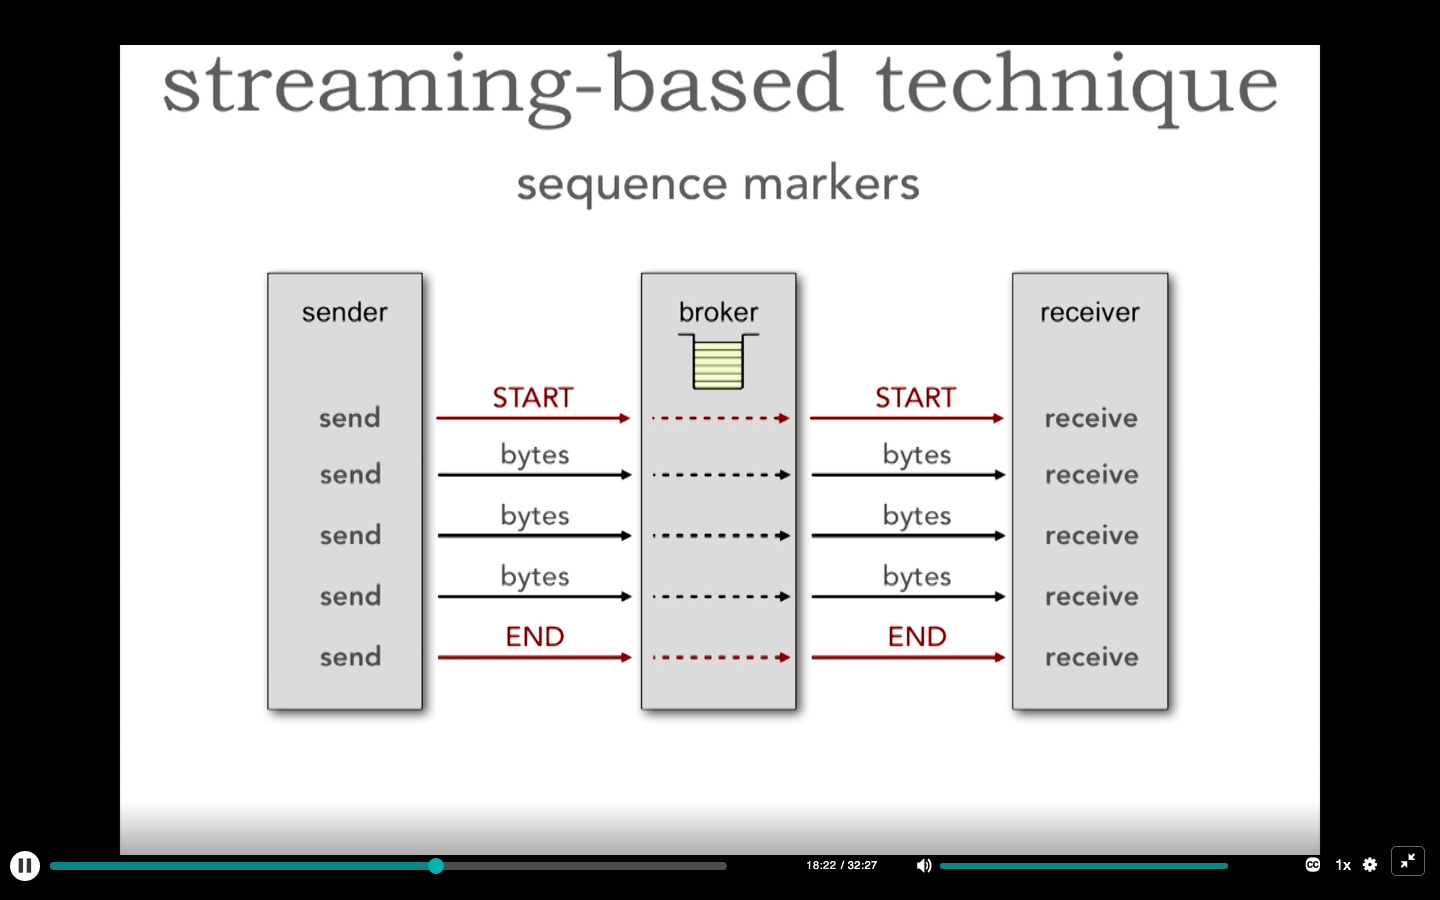 streaming-based technique
sequence markers
sender
broker
receiver
send START START receive
send bytes bytes receive
send bytes bytes receive
send bytes bytes receive
send END END receive
18:22 / 32:27
CC
1x